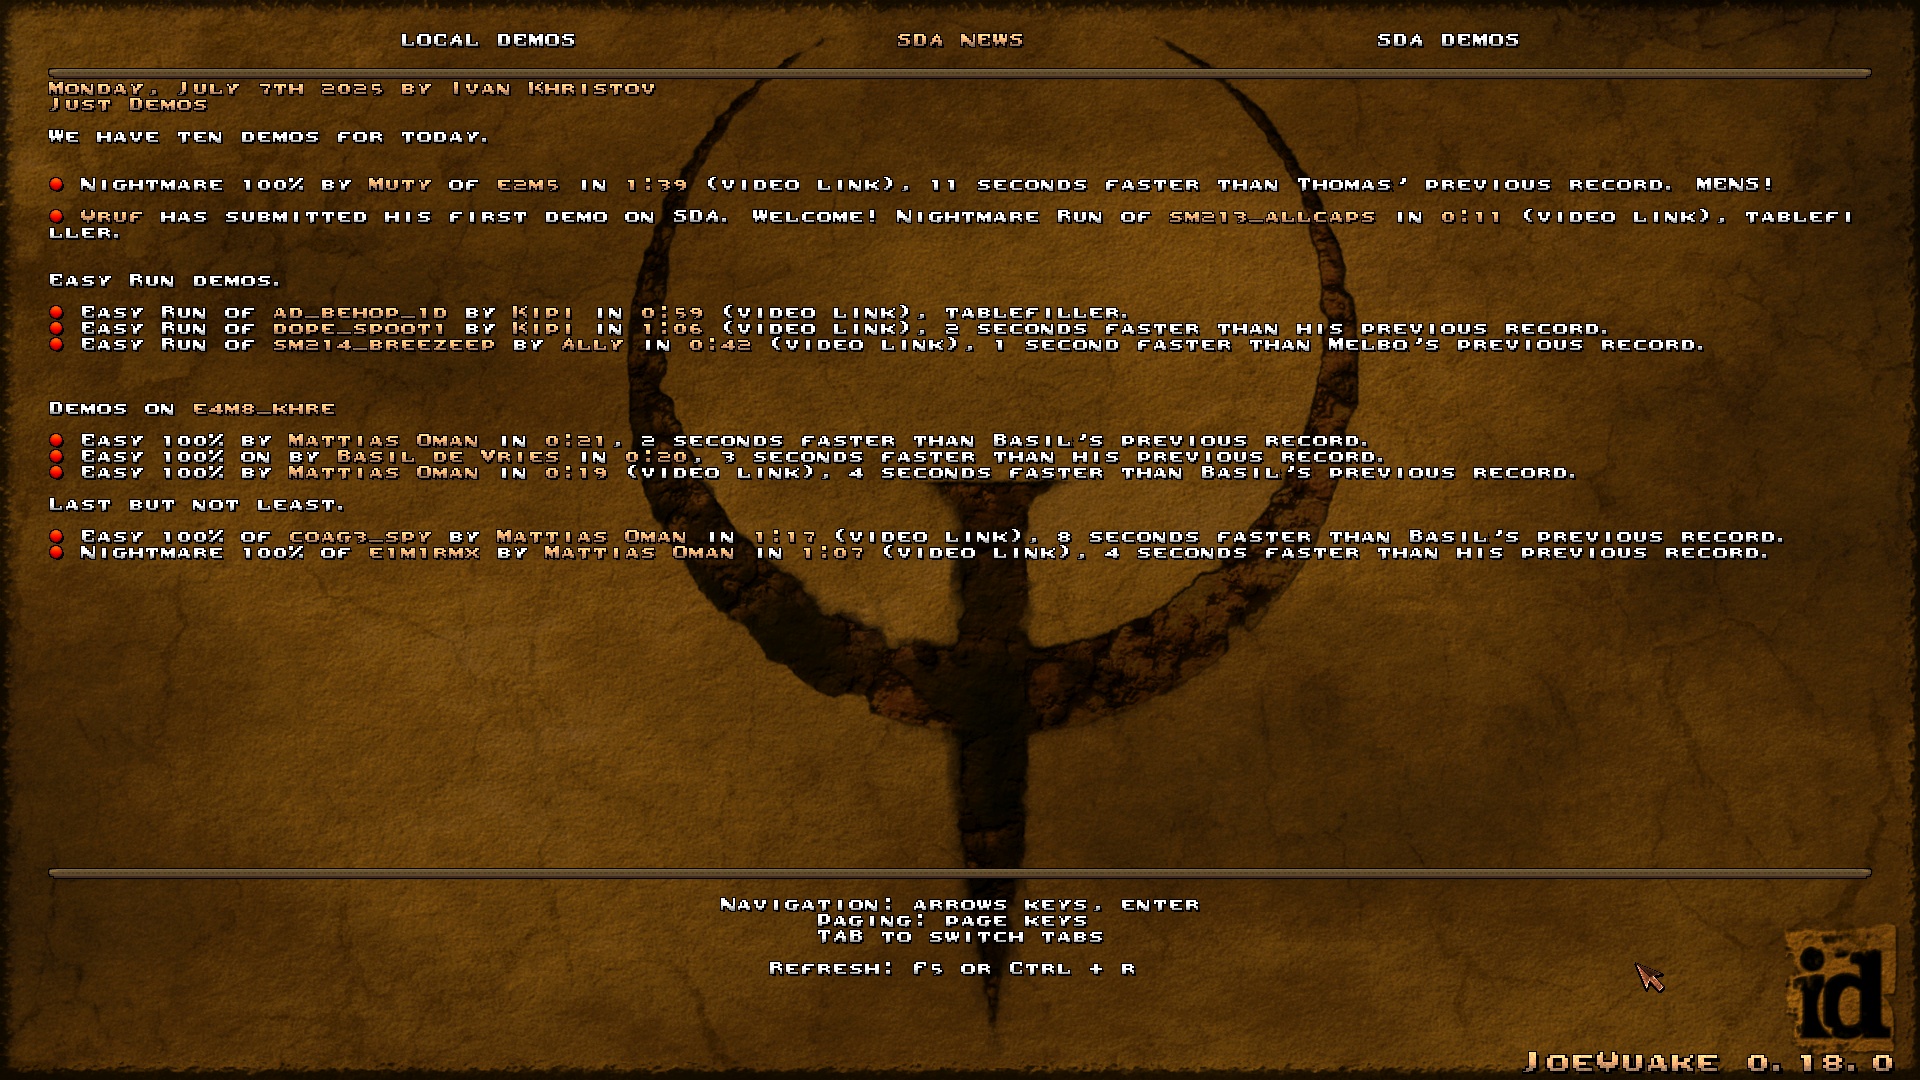 LOCAL DEMOS SDA NEWS SDA DEMOS
Monday, July 7th 2025 by Ivan Khristov
Just Demos
We have ten demos for today.
Nightmare 100% by Muty of e2m5 in 1:39 (video link), 11 seconds faster than Thomas' previous record. MENS!
Qruf has submitted his first demo on SDA. Welcome! Nightmare Run of sm213_allcaps in 0:11 (video link), tablefi
ller.
Easy Run demos.
Easy Run of ad_behop_1d by Kipi in 0:59 (video link), tablefiller.
Easy Run of dope_spoot1 by Kipi in 1:06 (video link), 2 seconds faster than his previous record.
Easy Run of sm214_breezeep by Ally in 0:42 (video link), 1 second faster than Melbo's previous record.
Demos on e4m8_khre
Easy 100% by Mattias Oman in 0:21, 2 seconds faster than Basil's previous record.
Easy 100% on by Basil de Vries in 0:20, 3 seconds faster than his previous record.
Easy 100% by Mattias Oman in 0:19 (video link), 4 seconds faster than Basil's previous record.
Last but not least.
Easy 100% of coag3_spy by Mattias Oman in 1:17 (video link), 8 seconds faster than Basil's previous record.
Nightmare 100% of e1m1rmx by Mattias Oman in 1:07 (video link), 4 seconds faster than his previous record.
Navigation: arrows keys, enter
Paging: page keys
TAB to switch tabs
Refresh: F5 or Ctrl + R
id
JoeQuake 0.18.0